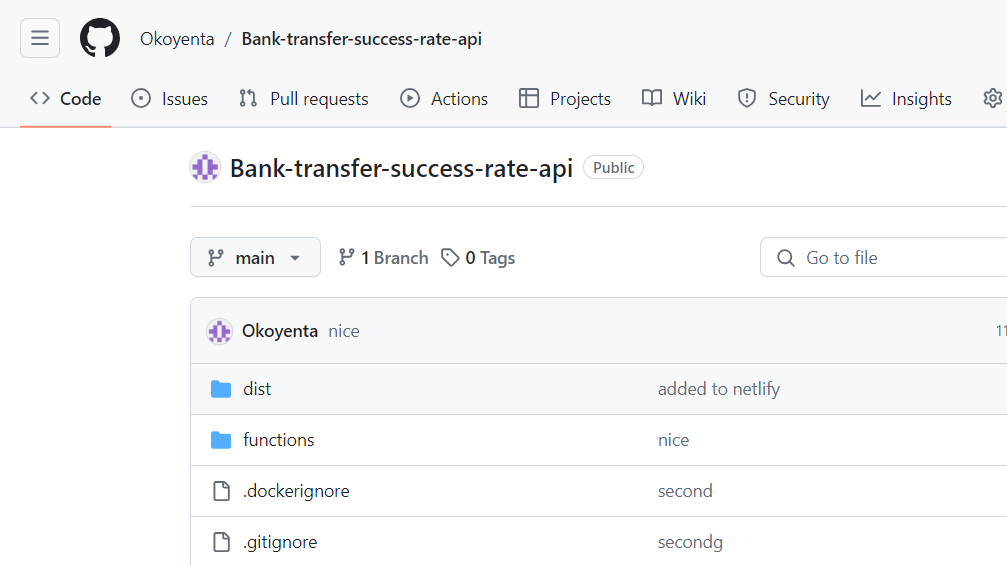 Okoyenta / Bank-transfer-success-rate-api
Code Issues Pull requests Actions Projects Wiki Security Insights
Bank-transfer-success-rate-api Public
main 1 Branch 0 Tags Go to file
Okoyenta nice 11
dist added to netlify
functions nice
.dockerignore second
.gitignore secondg